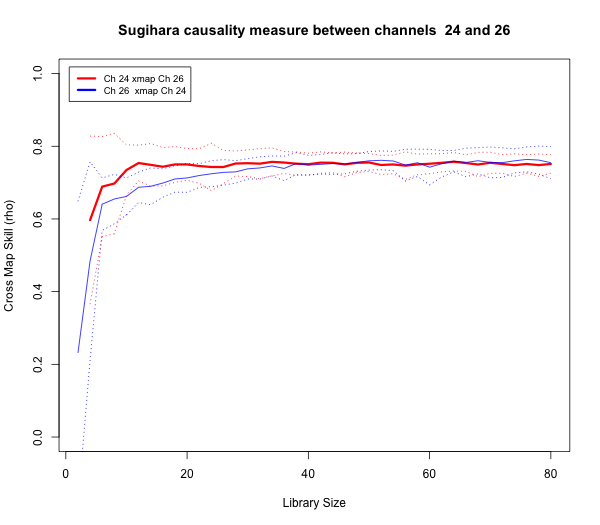 Sugihara causality measure between channels  24 and 26
Ch 24 xmap Ch 26
Ch 26  xmap Ch 24
1.0
0.8
0.6
0.4
0.2
0.0
Cross Map Skill (rho)
0 20 40 60 80
Library Size